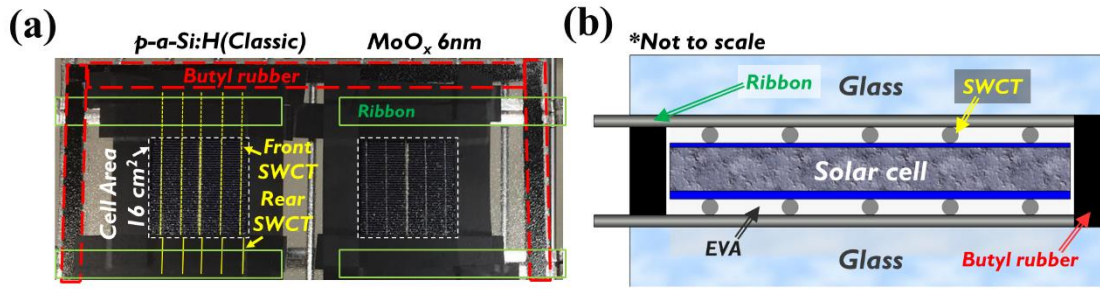 (a)
p-a-Si:H(Classic)
MoOₓ 6nm
Butyl rubber
Ribbon
Cell Area
16 cm²
Front
SWCT
Rear
SWCT
(b)
*Not to scale
Ribbon
Glass
SWCT
Solar cell
EVA
Glass
Butyl rubber